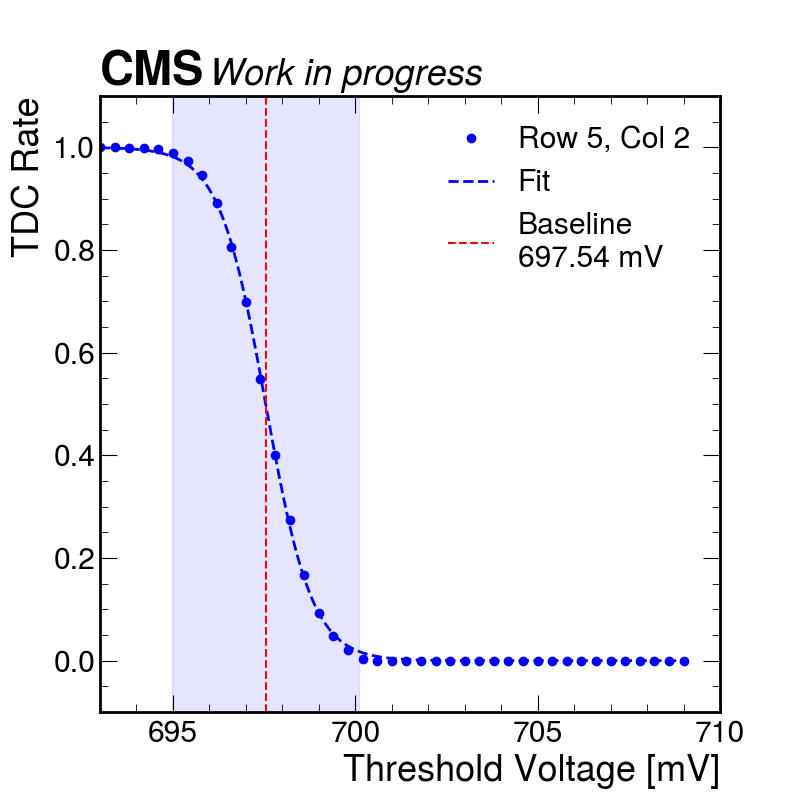 CMS Work in progress
TDC Rate
1.0
0.8
0.6
0.4
0.2
0.0
Row 5, Col 2
Fit
Baseline
697.54 mV
695 700 705 710
Threshold Voltage [mV]